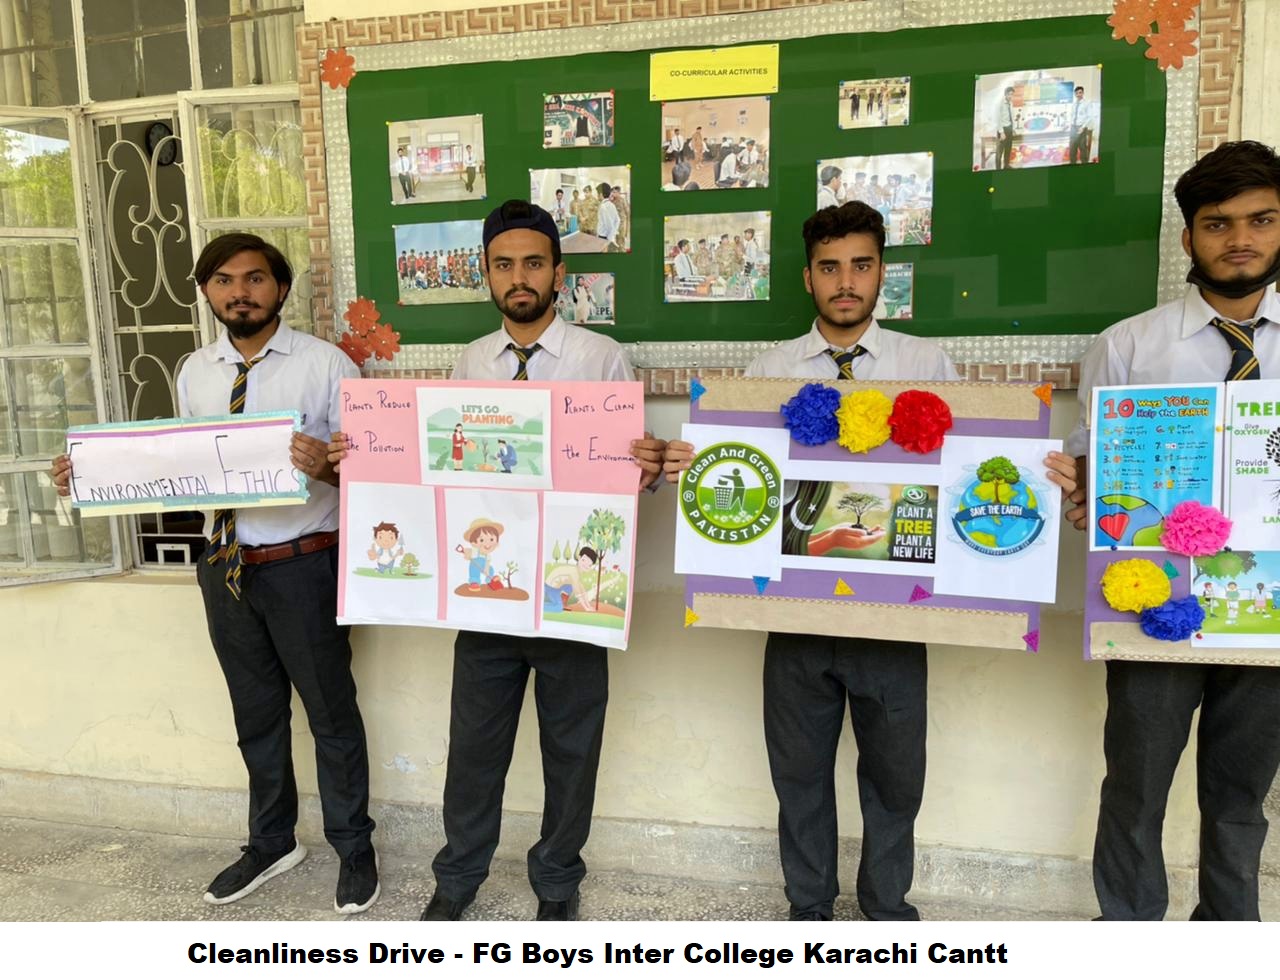 CO-CURRICULAR ACTIVITIES
ENVIRONMENTAL ETHICS
PLANTS REDUCE
the POLLUTION
LET'S GO
PLANTING
PLANTS CLEAN
the ENVIRONMENT
Clean And Green
PAKISTAN
PLANT A
TREE
PLANT A
NEW LIFE
SAVE THE EARTH
10 Ways YOU Can
Help the EARTH
TREE
Give
OXYGEN
Provide
SHADE
Cleanliness Drive - FG Boys Inter College Karachi Cantt